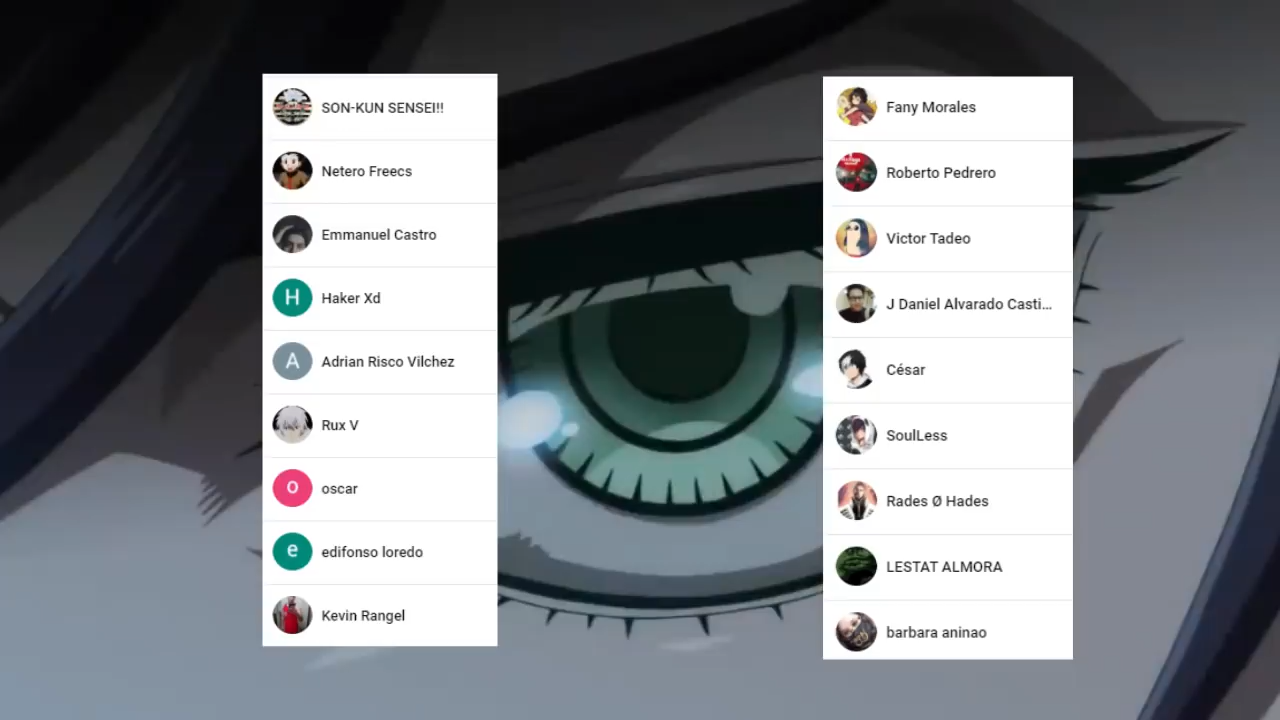 SON-KUN SENSEI!!
Netero Freecs
Emmanuel Castro
H
Haker Xd
A
Adrian Risco Vilchez
Rux V
o
oscar
e
edifonso loredo
Kevin Rangel
Fany Morales
Roberto Pedrero
Victor Tadeo
J Daniel Alvarado Casti...
César
SoulLess
Rades Ø Hades
LESTAT ALMORA
barbara aninao